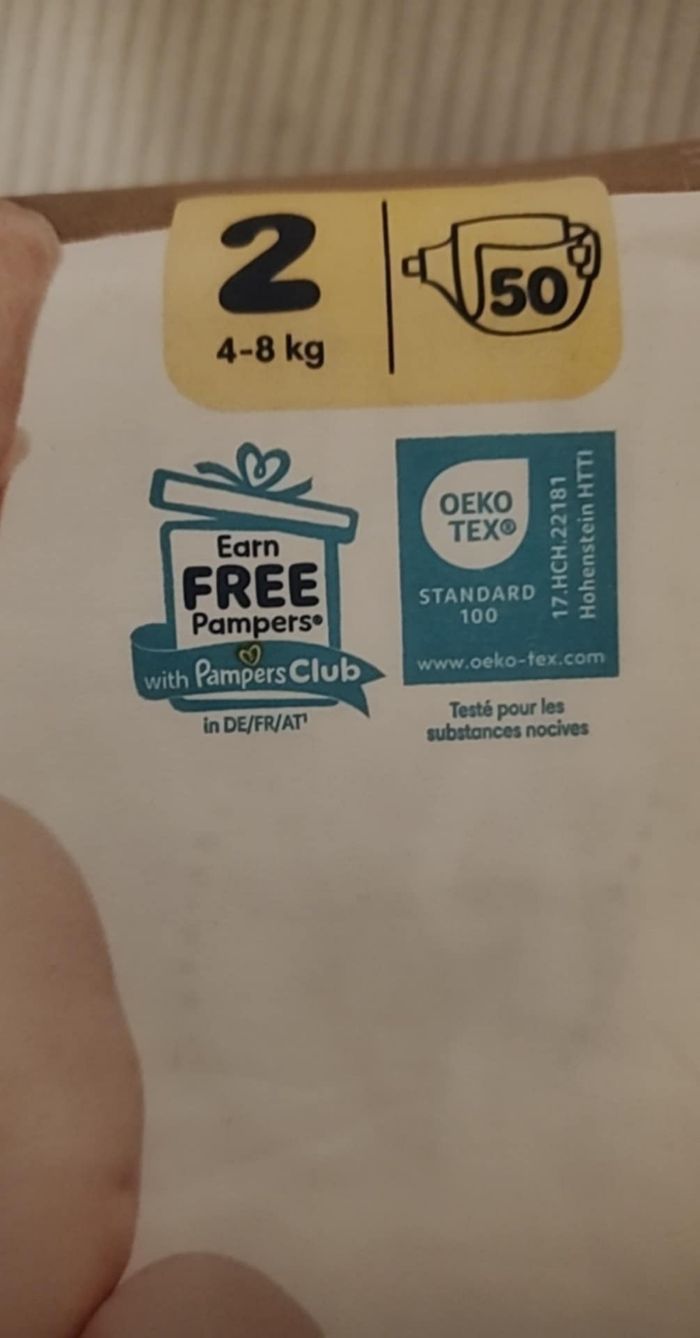 2
4-8 kg
50
Earn
FREE
Pampers®
with Pampers Club
in DE/FR/AT¹
OEKO
TEX®
STANDARD
100
17.HCH.22181
Hohenstein HTTI
www.oeko-tex.com
Testé pour les
substances nocives